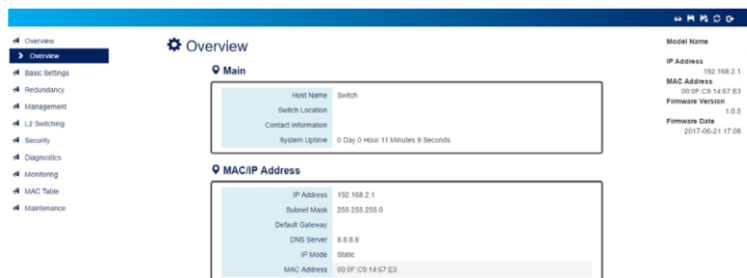 Overview
Overview
Basic Settings
Redundancy
Management
L2 Switching
Security
Diagnostics
Monitoring
MAC Table
Maintenance
Overview
Main
Host Name Switch
Switch Location
Contact Information
System Uptime 0 Day 0 Hour 11 Minutes 9 Seconds
MAC/IP Address
IP Address 192.168.2.1
Subnet Mask 255.255.255.0
Default Gateway
DNS Server 8.8.8.8
IP Mode Static
MAC Address 00:0F:C9:14:67:E3
Model Name
IP Address
192.168.2.1
MAC Address
00:0F:C9:14:67:E3
Firmware Version
1.0.5
Firmware Date
2017-06-21 17:08